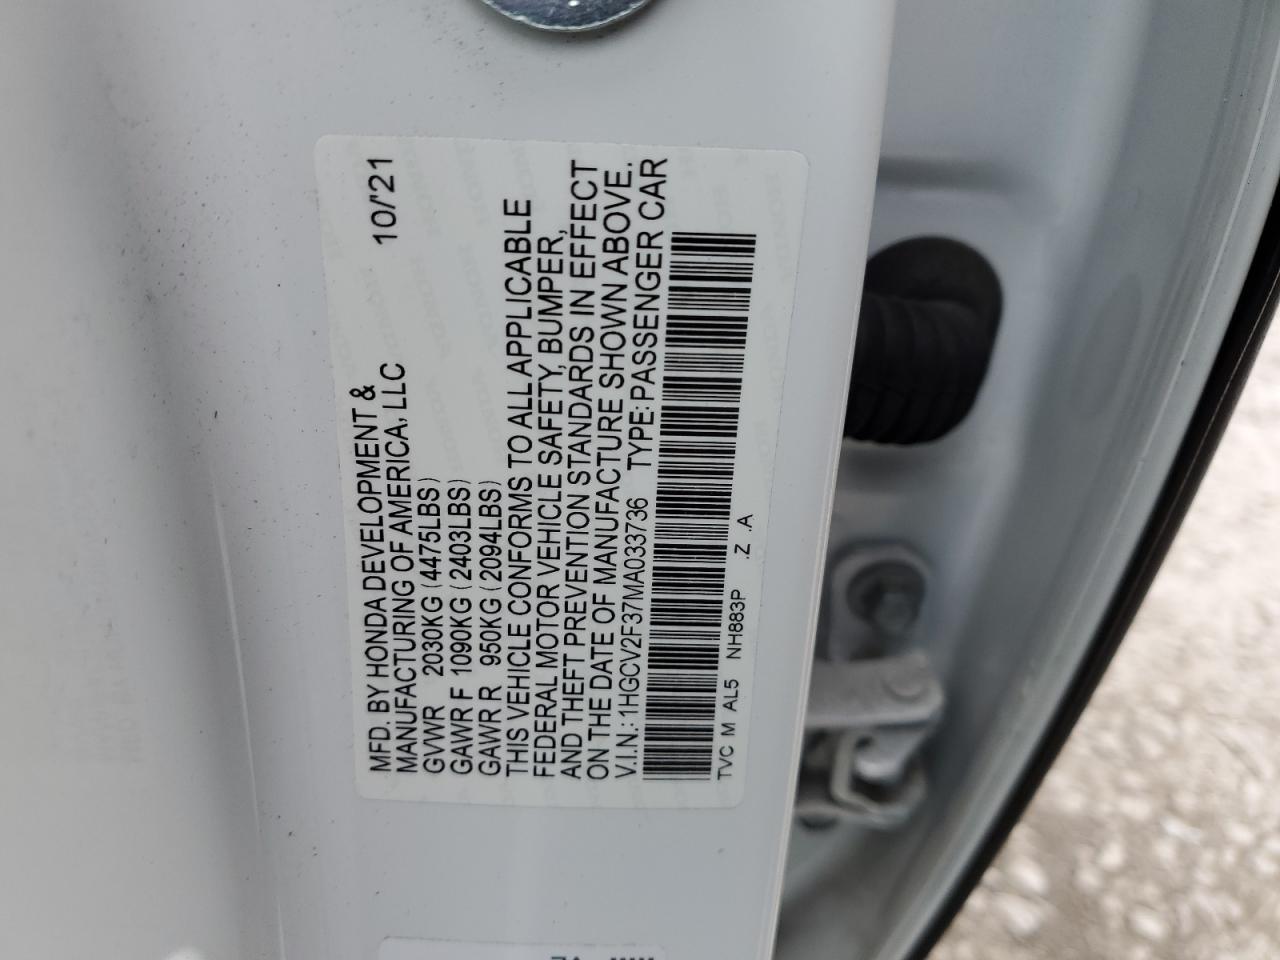 MFD. BY HONDA DEVELOPMENT &
MANUFACTURING OF AMERICA, LLC 10/'21
GVWR 2030KG (4475LBS)
GAWR F 1090KG (2403LBS)
GAWR R 950KG (2094LBS)
THIS VEHICLE CONFORMS TO ALL APPLICABLE
FEDERAL MOTOR VEHICLE SAFETY, BUMPER,
AND THEFT PREVENTION STANDARDS IN EFFECT
ON THE DATE OF MANUFACTURE SHOWN ABOVE.
V.I.N.: 1HGCV2F37MA033736 TYPE: PASSENGER CAR
TVC M AL5 NH883P .Z .A